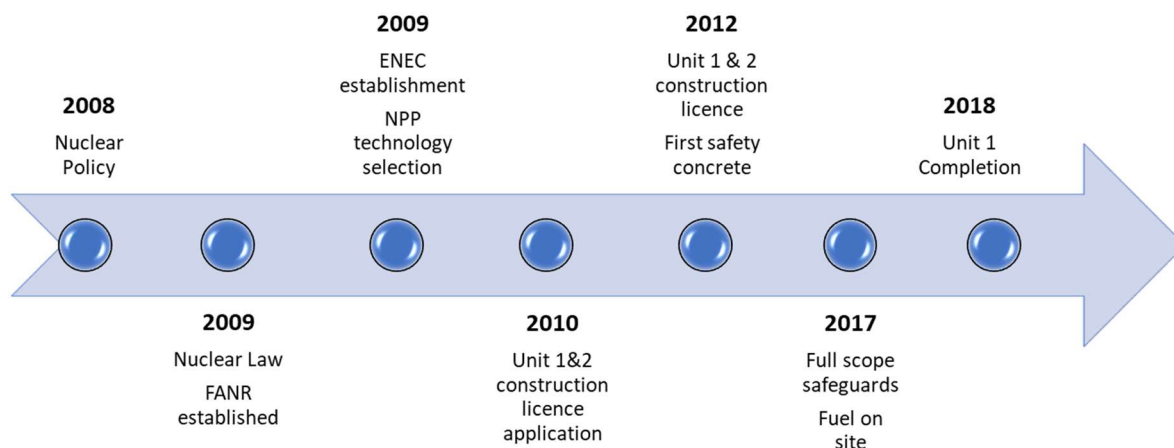 2008
Nuclear
Policy
2009
Nuclear Law
FANR
established
2009
ENEC
establishment
NPP
technology
selection
2010
Unit 1&2
construction
licence
application
2012
Unit 1 & 2
construction
licence
First safety
concrete
2017
Full scope
safeguards
Fuel on
site
2018
Unit 1
Completion